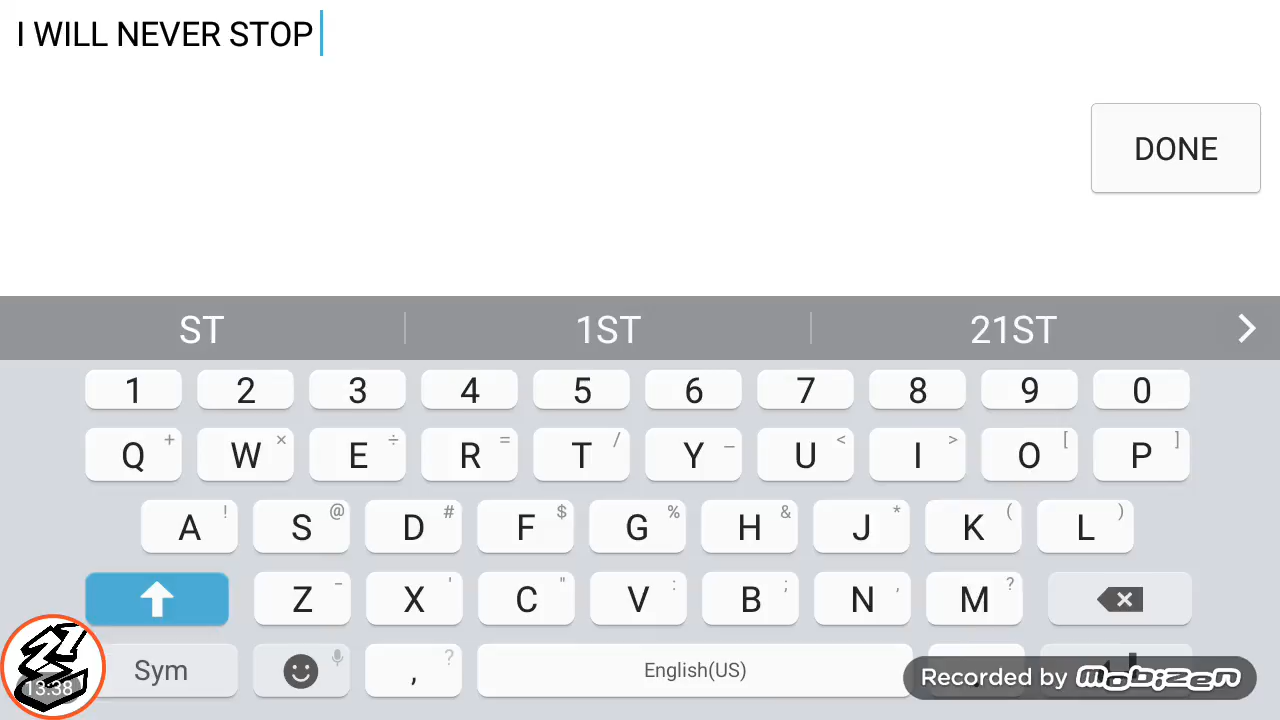 I WILL NEVER STOP
DONE
ST 1ST 21ST
1 2 3 4 5 6 7 8 9 0
Q + W × E ÷ R = T / Y _ U < I > O [ P ]
A ! S @ D # F $ G % H & J * K ( L )
Z - X ' C " V : B ; N , M ?
Sym , ? English(US)
Recorded by mobizen
13:38